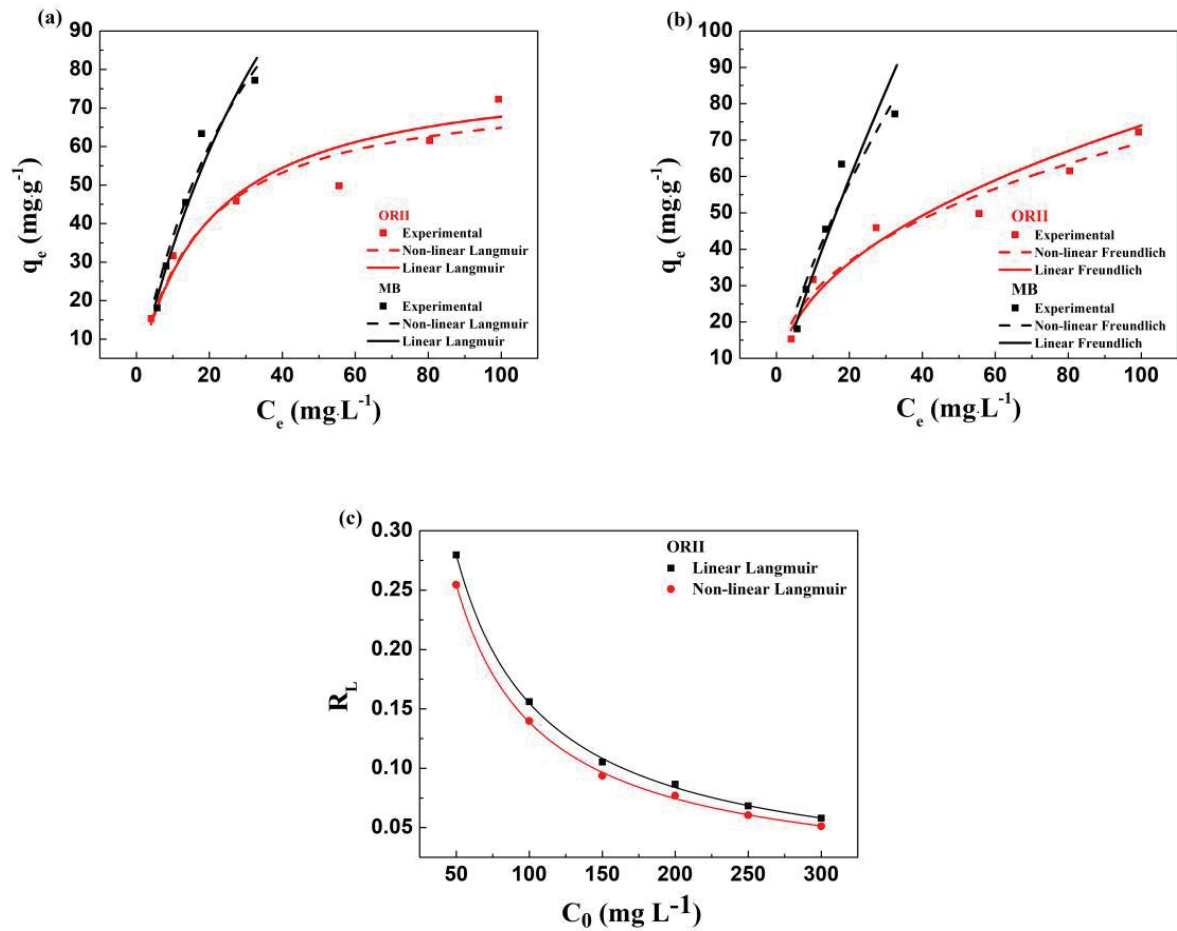 (a)
90
80
70
60
50
40
30
20
10
qe (mg.g-1)
ORII
Experimental
Non-linear Langmuir
Linear Langmuir
MB
Experimental
Non-linear Langmuir
Linear Langmuir
0 20 40 60 80 100
Ce (mg.L-1)
(b)
100
90
80
70
60
50
40
30
20
10
qe (mg.g-1)
ORII
Experimental
Non-linear Freundlich
Linear Freundlich
MB
Experimental
Non-linear Freundlich
Linear Freundlich
0 20 40 60 80 100
Ce (mg.L-1)
(c)
0.30
0.25
0.20
0.15
0.10
0.05
RL
ORII
Linear Langmuir
Non-linear Langmuir
50 100 150 200 250 300
C0 (mg L-1)